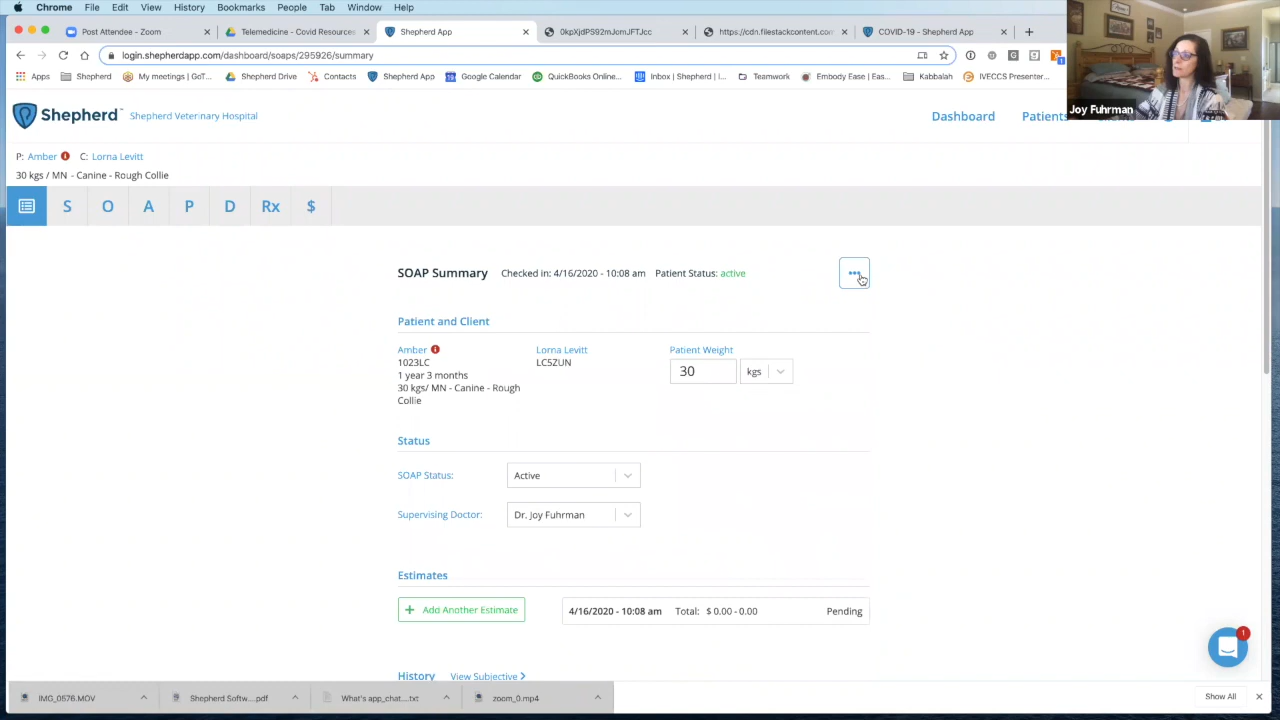 Chrome File Edit View History Bookmarks People Tab Window Help
Post Attendee - Zoom
Telemedicine - Covid Resources
Shepherd App
0kpXjdPS92mJomJFTJcc
https://cdn.filestackcontent.com
COVID-19 - Shepherd App
login.shepherdapp.com/dashboard/soaps/295926/summary
Apps Shepherd My meetings | GoT... Shepherd Drive Contacts Shepherd App Google Calendar QuickBooks Online... Inbox | Shepherd | I... Teamwork Embody Ease | Eas... Kabbalah IVECCS Presenter...
Joy Fuhrman
Shepherd Shepherd Veterinary Hospital Dashboard Patients
P: Amber C: Lorna Levitt
30 kgs / MN - Canine - Rough Collie
S O A P D Rx $
SOAP Summary Checked in: 4/16/2020 - 10:08 am Patient Status: active
Patient and Client
Amber
1023LC
1 year 3 months
30 kgs/ MN - Canine - Rough
Collie
Lorna Levitt
LC5ZUN
Patient Weight
30 kgs
Status
SOAP Status: Active
Supervising Doctor: Dr. Joy Fuhrman
Estimates
+ Add Another Estimate 4/16/2020 - 10:08 am Total: $ 0.00 - 0.00 Pending
1
History View Subjective
IMG_0576.MOV Shepherd Softw....pdf What's app_chat....txt zoom_0.mp4 Show All